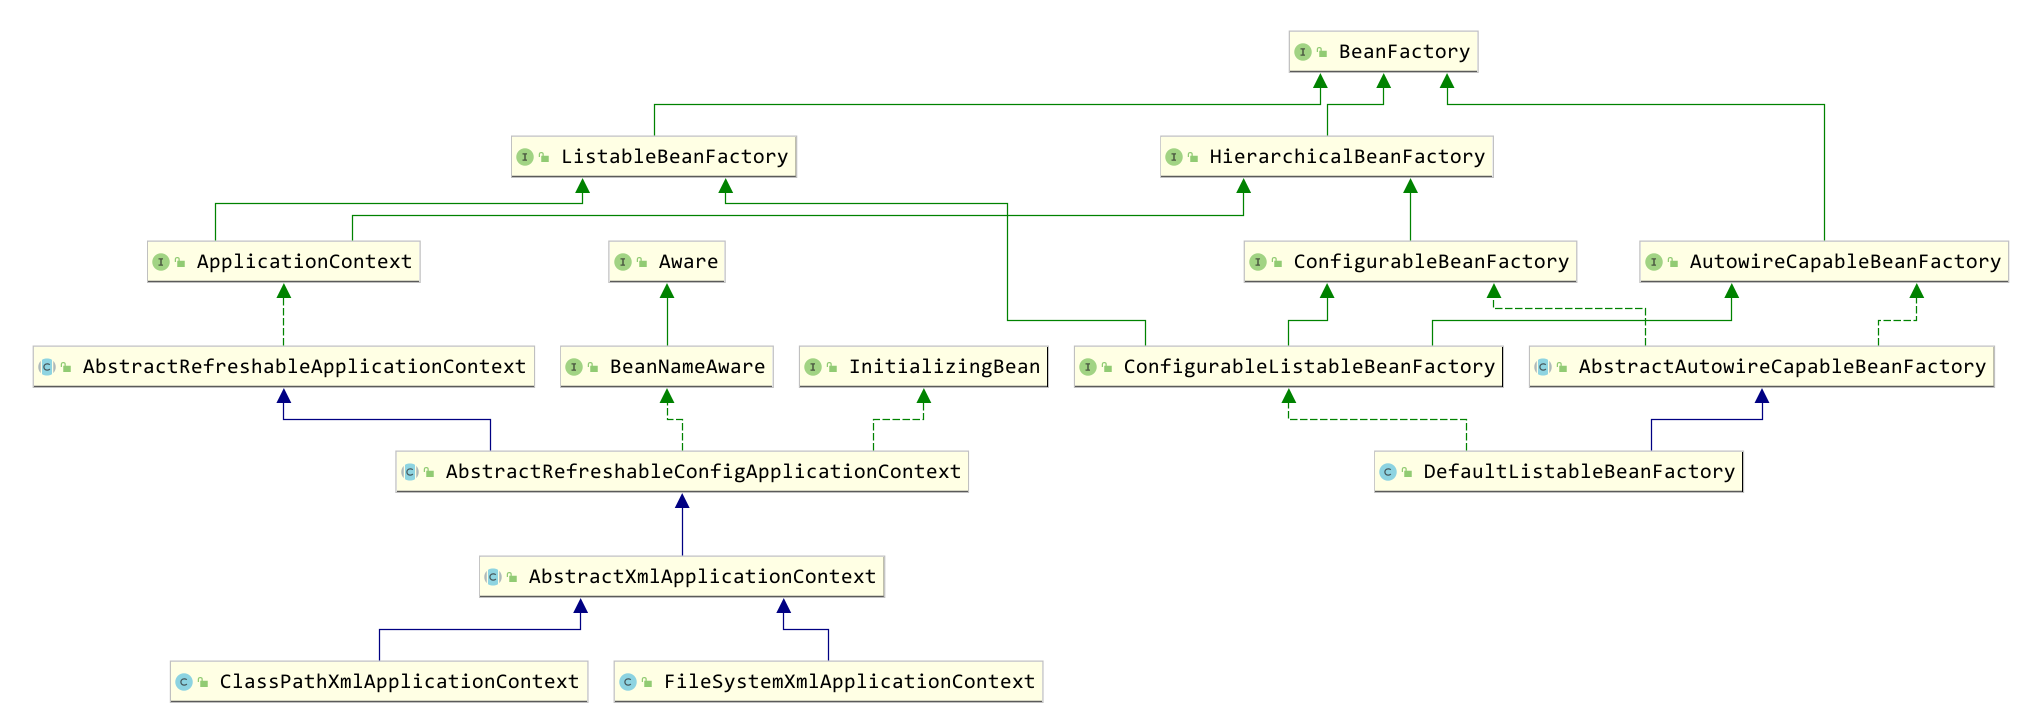 BeanFactory
ListableBeanFactory
HierarchicalBeanFactory
ApplicationContext
Aware
ConfigurableBeanFactory
AutowireCapableBeanFactory
AbstractRefreshableApplicationContext
BeanNameAware
InitializingBean
ConfigurableListableBeanFactory
AbstractAutowireCapableBeanFactory
AbstractRefreshableConfigApplicationContext
DefaultListableBeanFactory
AbstractXmlApplicationContext
ClassPathXmlApplicationContext
FileSystemXmlApplicationContext